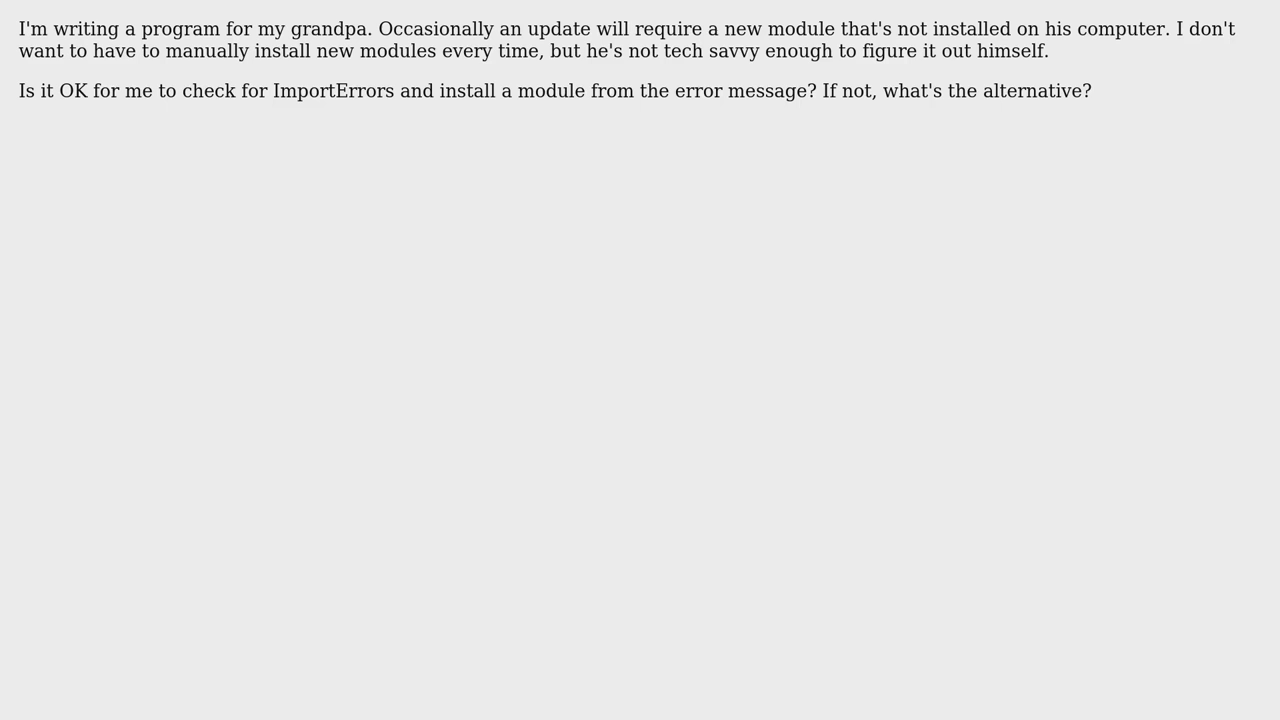 I'm writing a program for my grandpa. Occasionally an update will require a new module that's not installed on his computer. I don't
want to have to manually install new modules every time, but he's not tech savvy enough to figure it out himself.
Is it OK for me to check for ImportErrors and install a module from the error message? If not, what's the alternative?